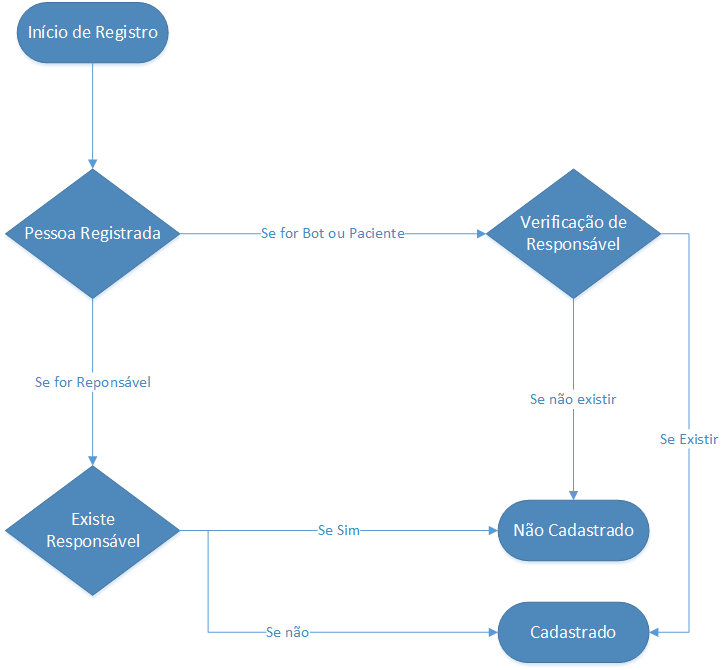 Início de Registro
Pessoa Registrada
Se for Bot ou Paciente
Verificação de
Responsável
Se for Reponsável
Se não existir
Se Existir
Existe
Responsável
Se Sim
Não Cadastrado
Se não
Cadastrado